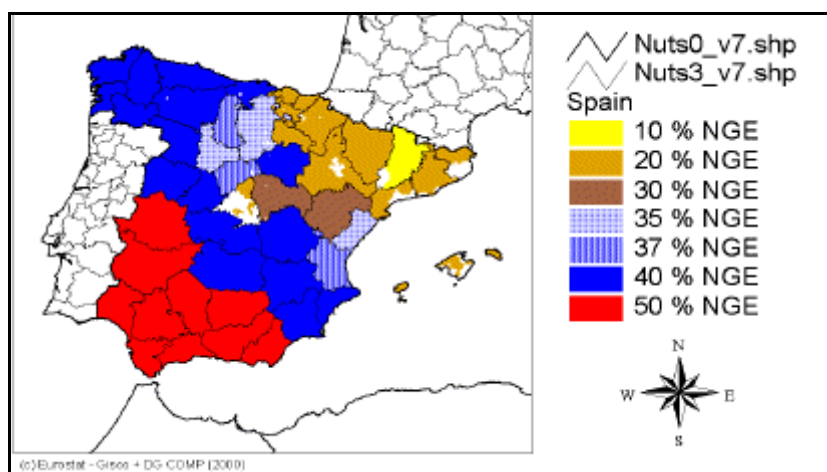 Nuts0_v7.shp
Nuts3_v7.shp
Spain
10 % NGE
20 % NGE
30 % NGE
35 % NGE
37 % NGE
40 % NGE
50 % NGE
N
W E
S
(c)Eurostat - Gisco + DG COMP (2000)